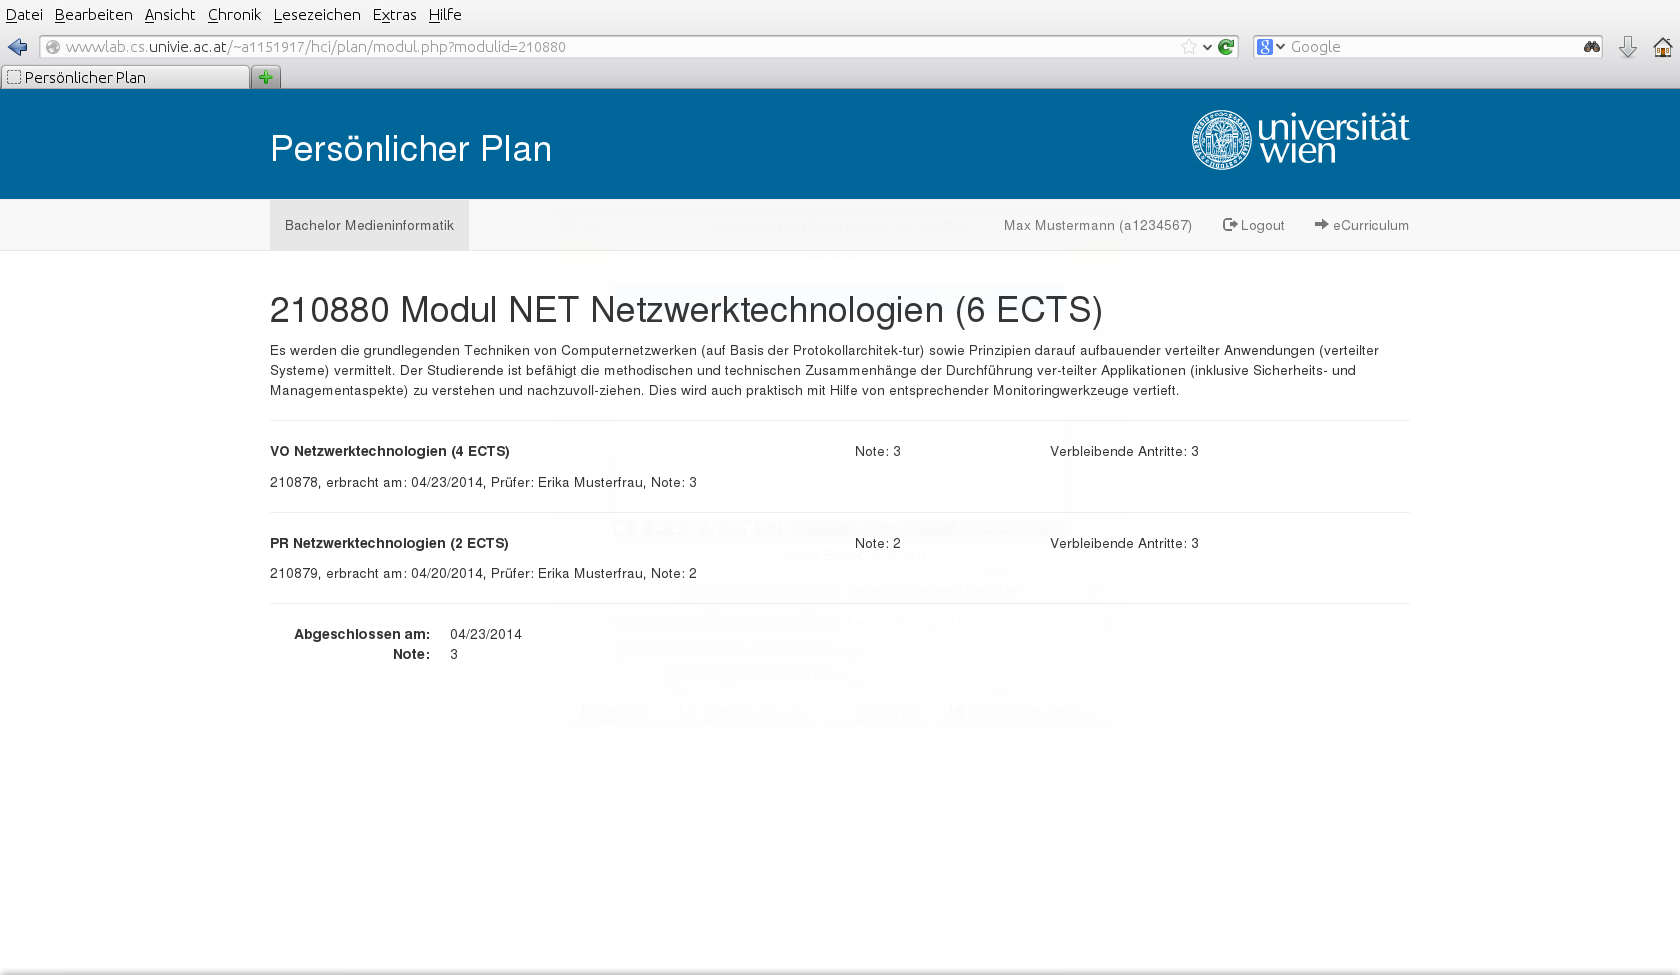 Datei Bearbeiten Ansicht Chronik Lesezeichen Extras Hilfe
wwwlab.cs.univie.ac.at/~a1151917/hci/plan/modul.php?modulid=210880
Google
Persönlicher Plan
Persönlicher Plan
universität
wien
Bachelor Medieninformatik Max Mustermann (a1234567) Logout eCurriculum
210880 Modul NET Netzwerktechnologien (6 ECTS)
Es werden die grundlegenden Techniken von Computernetzwerken (auf Basis der Protokollarchitek-tur) sowie Prinzipien darauf aufbauender verteilter Anwendungen (verteilter
Systeme) vermittelt. Der Studierende ist befähigt die methodischen und technischen Zusammenhänge der Durchführung ver-teilter Applikationen (inklusive Sicherheits- und
Managementaspekte) zu verstehen und nachzuvoll-ziehen. Dies wird auch praktisch mit Hilfe von entsprechender Monitoringwerkzeuge vertieft.
VO Netzwerktechnologien (4 ECTS) Note: 3 Verbleibende Antritte: 3
210878, erbracht am: 04/23/2014, Prüfer: Erika Musterfrau, Note: 3
PR Netzwerktechnologien (2 ECTS) Note: 2 Verbleibende Antritte: 3
210879, erbracht am: 04/20/2014, Prüfer: Erika Musterfrau, Note: 2
Abgeschlossen am: 04/23/2014
Note: 3